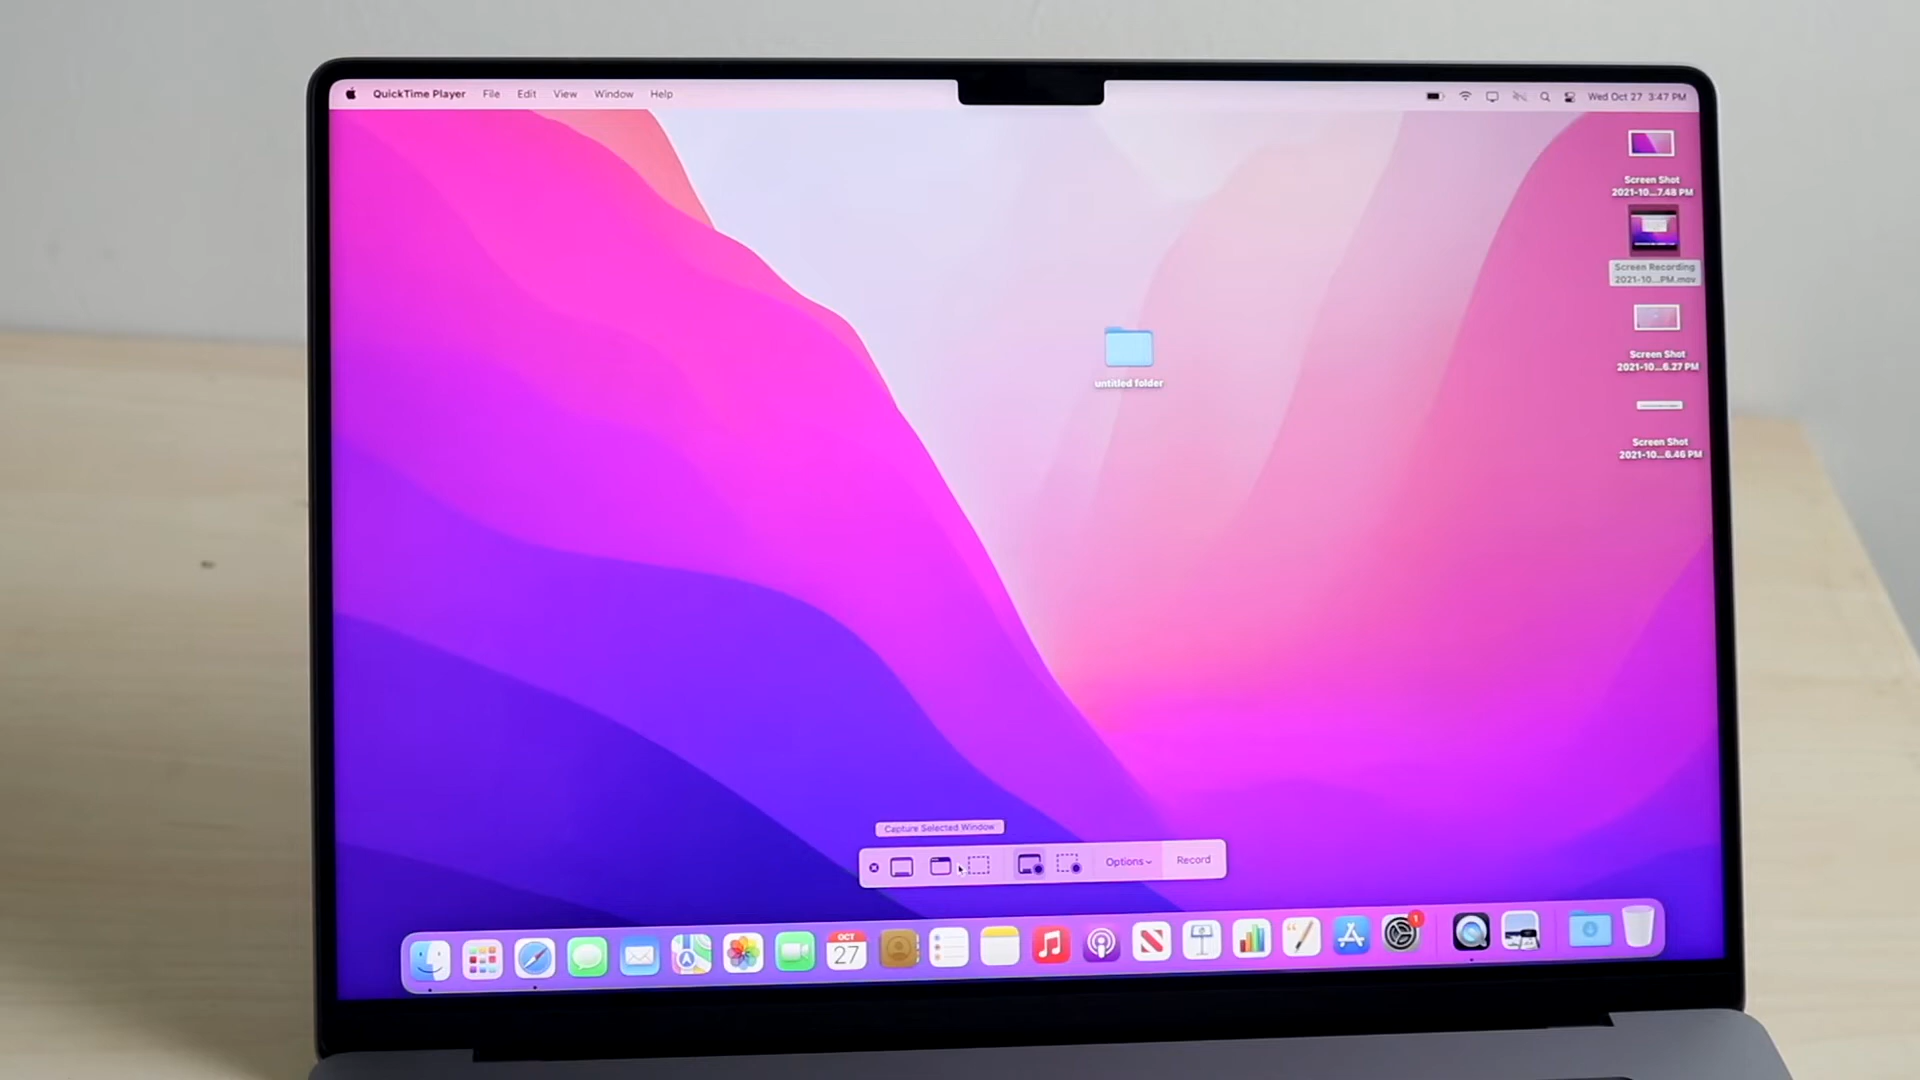 QuickTime Player File Edit View Window Help
Wed Oct 27 3:47 PM
Screen Shot
2021-10...7.48 PM
Screen Recording
2021-10...PM.mov
Screen Shot
2021-10...6.27 PM
Screen Shot
2021-10...6.46 PM
untitled folder
Capture Selected Window
Options Record
OCT
27
1